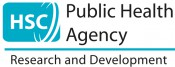 HSC Public Health
Agency
Research and Development